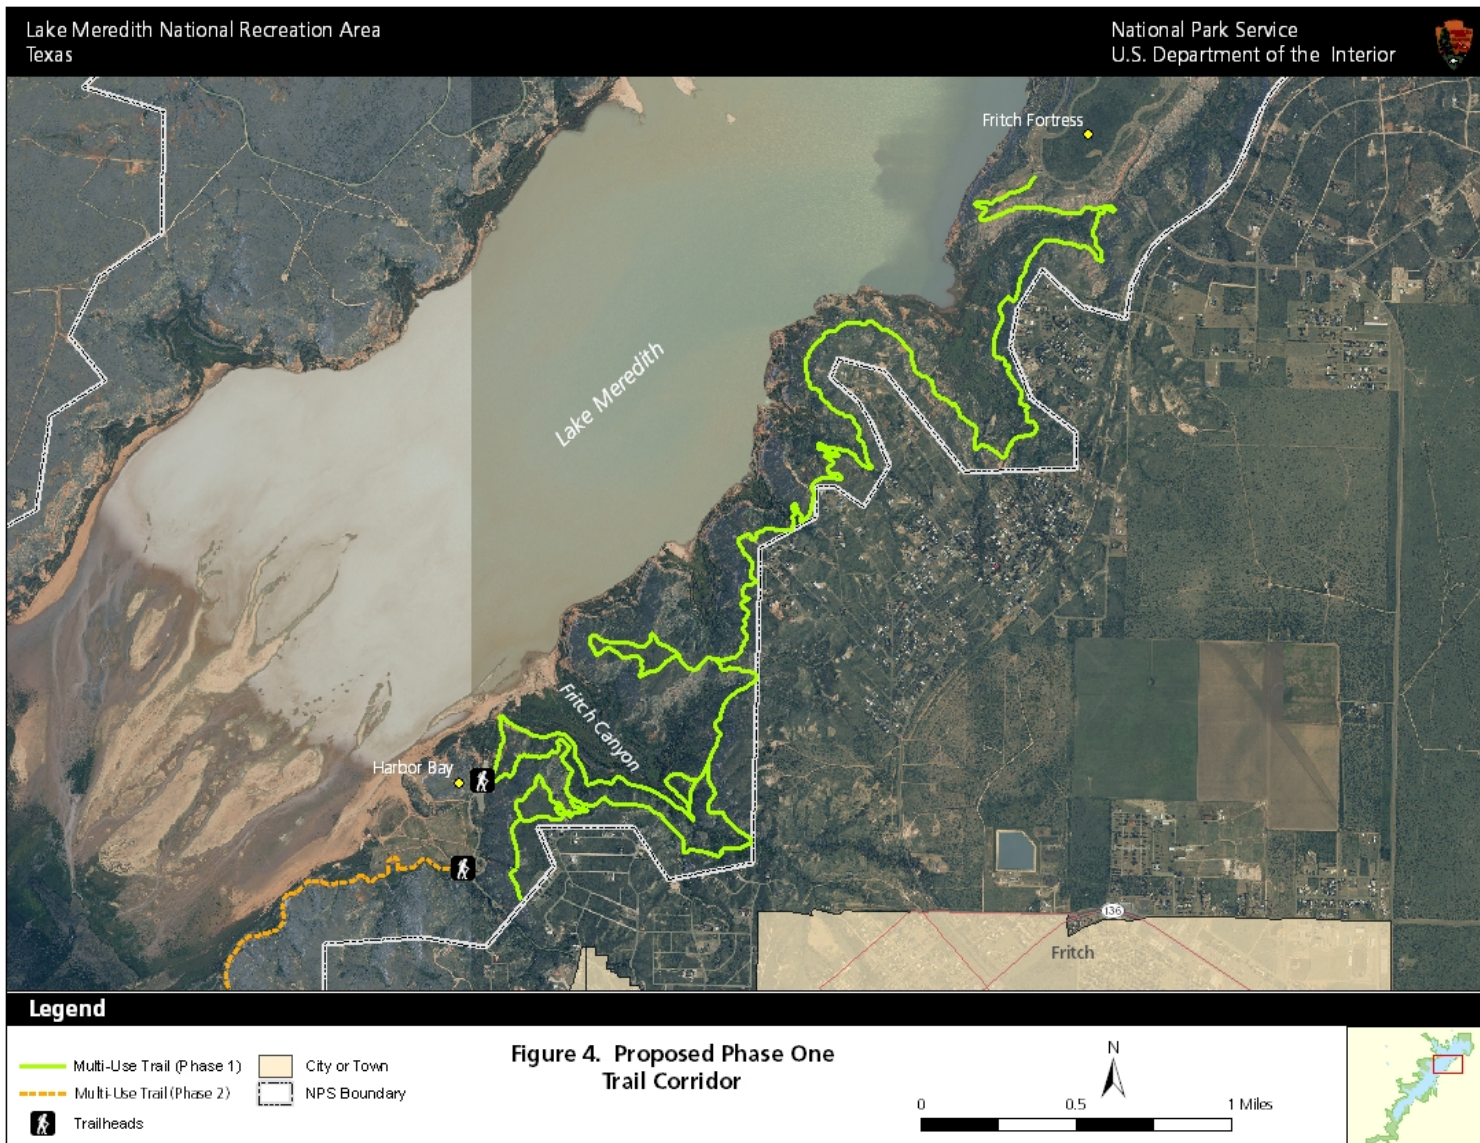 Lake Meredith National Recreation Area
Texas
National Park Service
U.S. Department of the Interior
Fritch Fortress
Lake Meredith
Fritch Canyon
Harbor Bay
136
Fritch
Legend
Multi-Use Trail (Phase 1)
Multi-Use Trail (Phase 2)
Trailheads
City or Town
NPS Boundary
Figure 4. Proposed Phase One
Trail Corridor
N
0 0.5 1 Miles